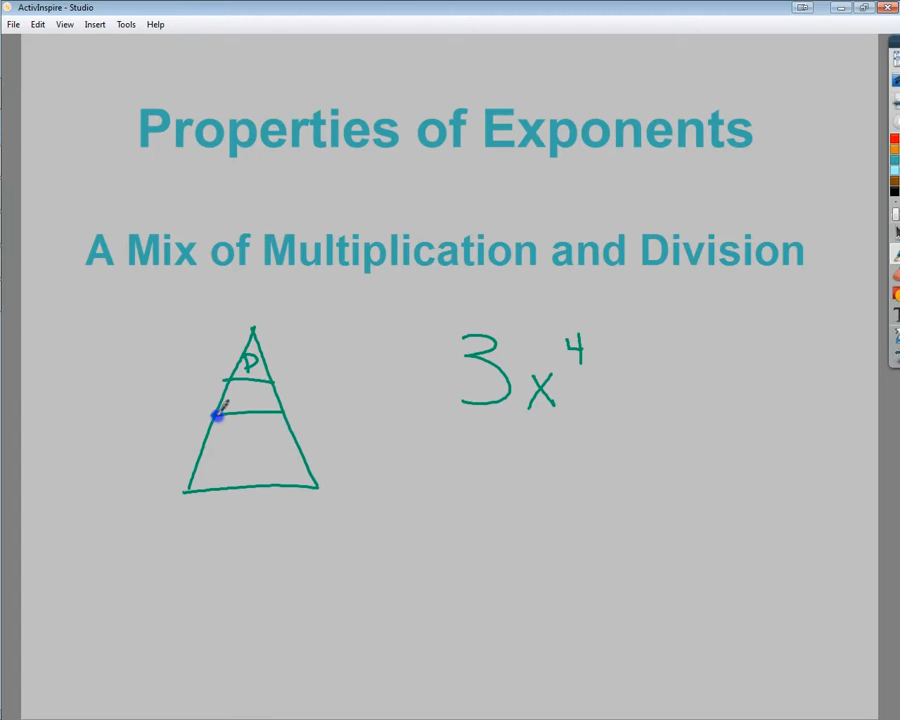 ActivInspire - Studio
File Edit View Insert Tools Help
Properties of Exponents
A Mix of Multiplication and Division
P
3x⁴